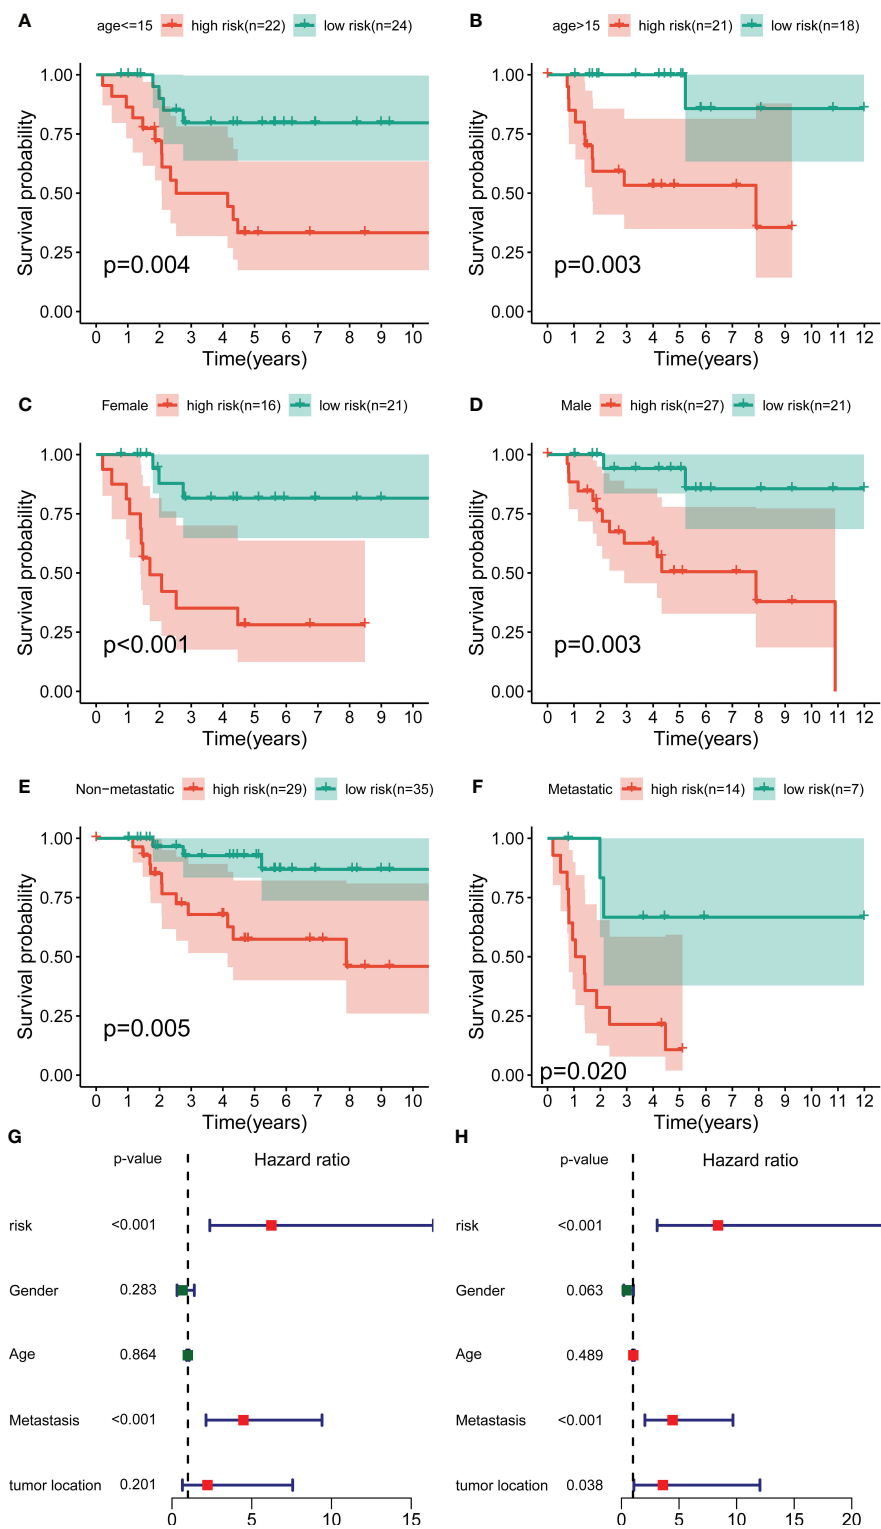 A
age<=15 high risk(n=22) low risk(n=24)
Survival probability
1.00
0.75
0.50
0.25
0.00
p=0.004
0 1 2 3 4 5 6 7 8 9 10
Time(years)
B
age>15 high risk(n=21) low risk(n=18)
Survival probability
1.00
0.75
0.50
0.25
0.00
p=0.003
0 1 2 3 4 5 6 7 8 9 10 11 12
Time(years)
C
Female high risk(n=16) low risk(n=21)
Survival probability
1.00
0.75
0.50
0.25
0.00
p<0.001
0 1 2 3 4 5 6 7 8 9 10
Time(years)
D
Male high risk(n=27) low risk(n=21)
Survival probability
1.00
0.75
0.50
0.25
0.00
p=0.003
0 1 2 3 4 5 6 7 8 9 10 11 12
Time(years)
E
Non−metastatic high risk(n=29) low risk(n=35)
Survival probability
1.00
0.75
0.50
0.25
0.00
p=0.005
0 1 2 3 4 5 6 7 8 9 10
Time(years)
F
Metastatic high risk(n=14) low risk(n=7)
Survival probability
1.00
0.75
0.50
0.25
0.00
p=0.020
0 1 2 3 4 5 6 7 8 9 10 11 12
Time(years)
G
p-value Hazard ratio
risk <0.001
Gender 0.283
Age 0.864
Metastasis <0.001
tumor location 0.201
0 5 10 15
H
p-value Hazard ratio
risk <0.001
Gender 0.063
Age 0.489
Metastasis <0.001
tumor location 0.038
0 5 10 15 20